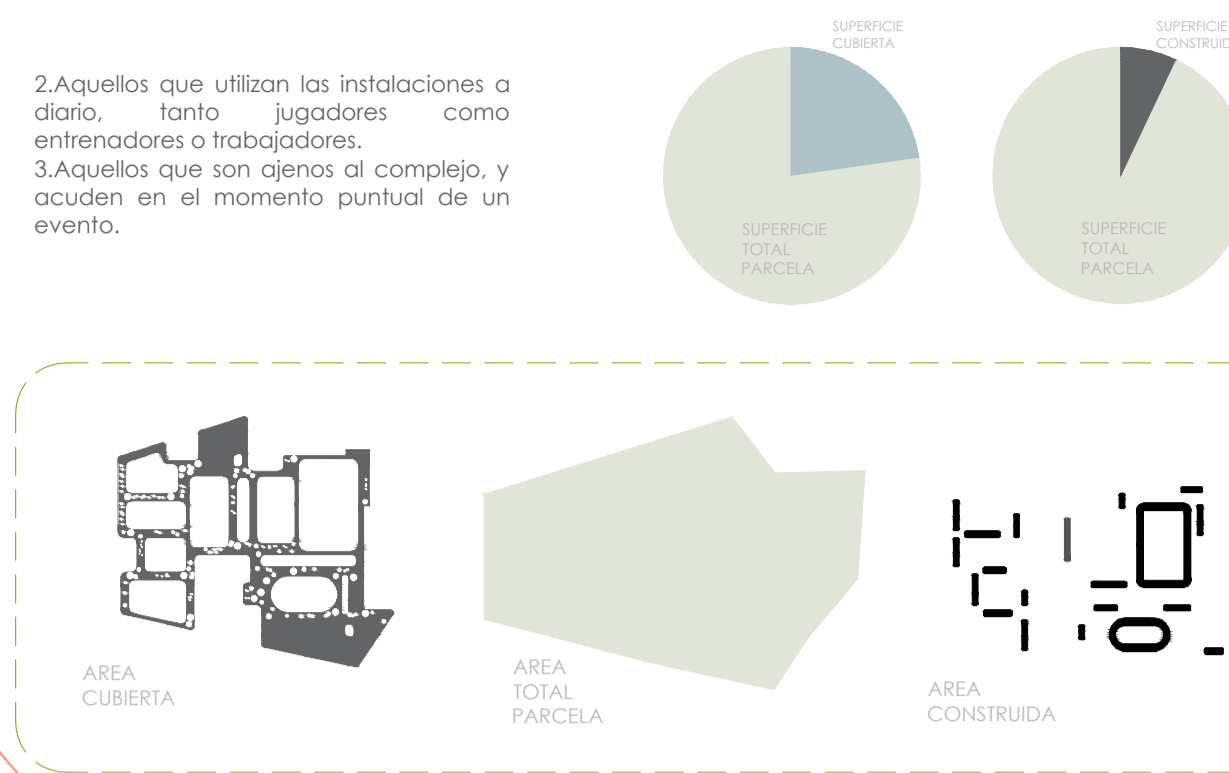 2.Aquellos que utilizan las instalaciones a
diario, tanto jugadores como
entrenadores o trabajadores.
3.Aquellos que son ajenos al complejo, y
acuden en el momento puntual de un
evento.
SUPERFICIE
CUBIERTA
SUPERFICIE
TOTAL
PARCELA
SUPERFICIE
CONSTRUID
SUPERFICIE
TOTAL
PARCELA
AREA
CUBIERTA
AREA
TOTAL
PARCELA
AREA
CONSTRUIDA